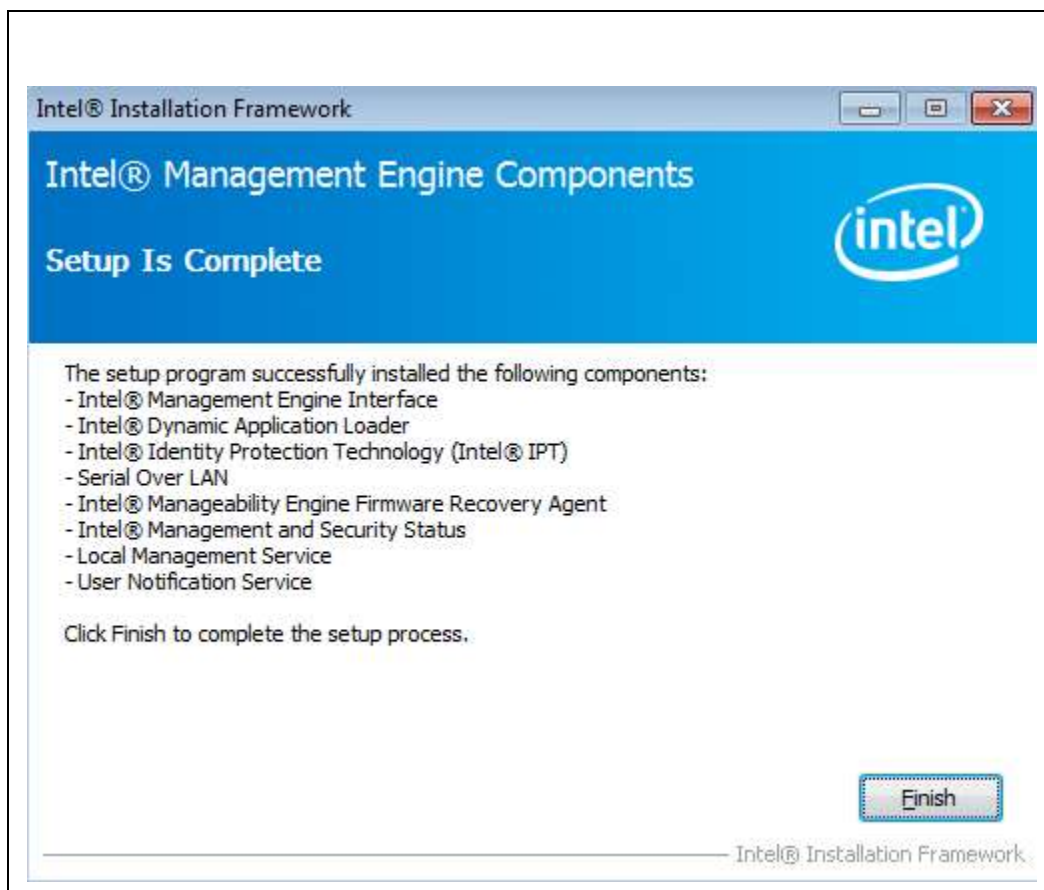 Intel® Installation Framework
Intel® Management Engine Components
intel
Setup Is Complete
The setup program successfully installed the following components:
- Intel® Management Engine Interface
- Intel® Dynamic Application Loader
- Intel® Identity Protection Technology (Intel® IPT)
- Serial Over LAN
- Intel® Manageability Engine Firmware Recovery Agent
- Intel® Management and Security Status
- Local Management Service
- User Notification Service
Click Finish to complete the setup process.
Finish
Intel® Installation Framework